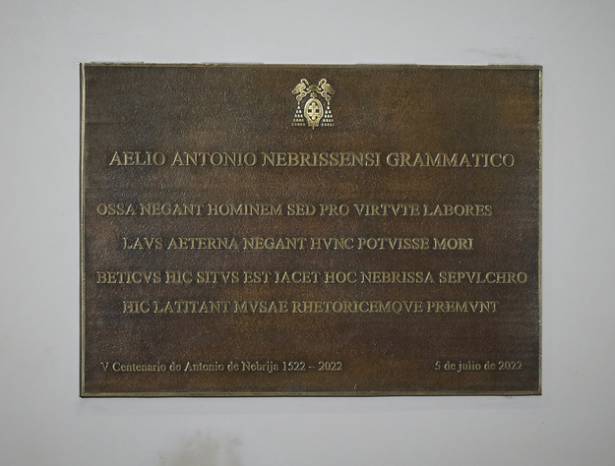 AELIO ANTONIO NEBRISSENSI GRAMMATICO
OSSA NEGANT HOMINEM SED PRO VIRTVTE LABORES
LAVS AETERNA NEGANT HVNC POTVISSE MORI
BETICVS HIC SITVS EST IACET HOC NEBRISSA SEPVLCHRO
HIC LATITANT MVSAE RHETORICEMQVE PREMVNT
V Centenario de Antonio de Nebrija 1522 – 2022
5 de julio de 2022